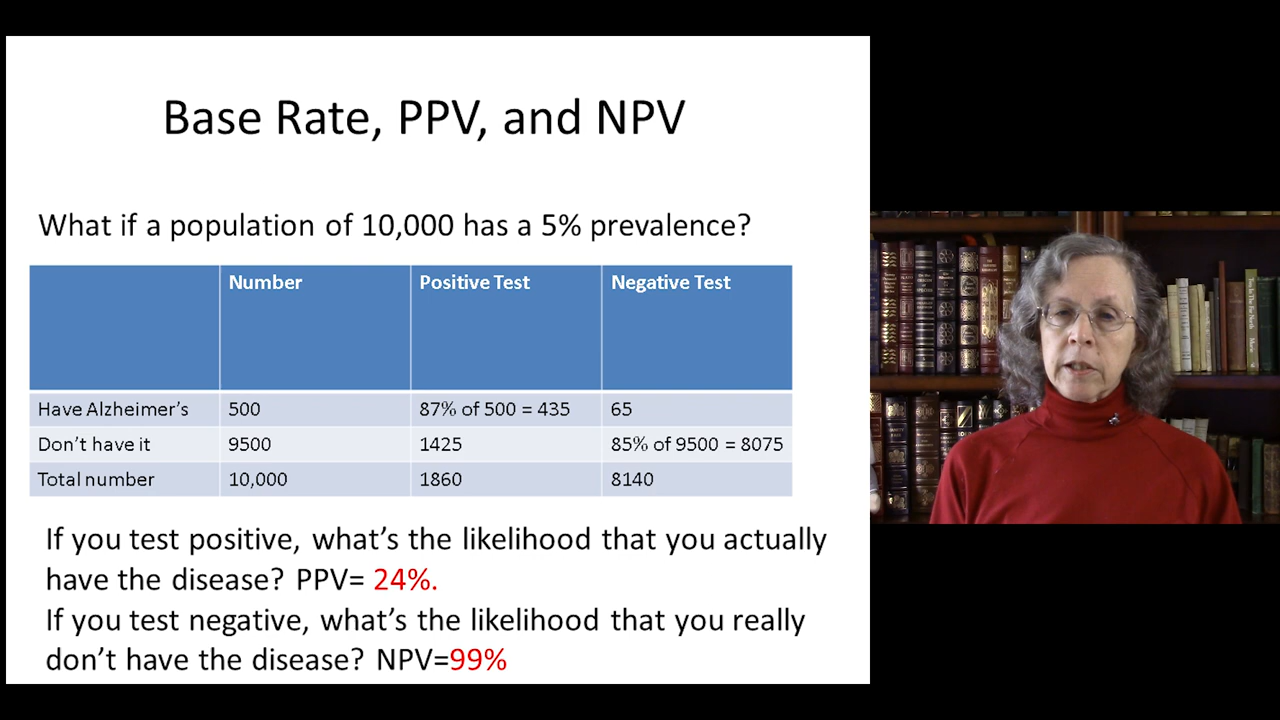 Base Rate, PPV, and NPV
What if a population of 10,000 has a 5% prevalence?
Number Positive Test Negative Test
Have Alzheimer’s 500 87% of 500 = 435 65
Don’t have it 9500 1425 85% of 9500 = 8075
Total number 10,000 1860 8140
If you test positive, what’s the likelihood that you actually
have the disease? PPV= 24%.
If you test negative, what’s the likelihood that you really
don’t have the disease? NPV=99%